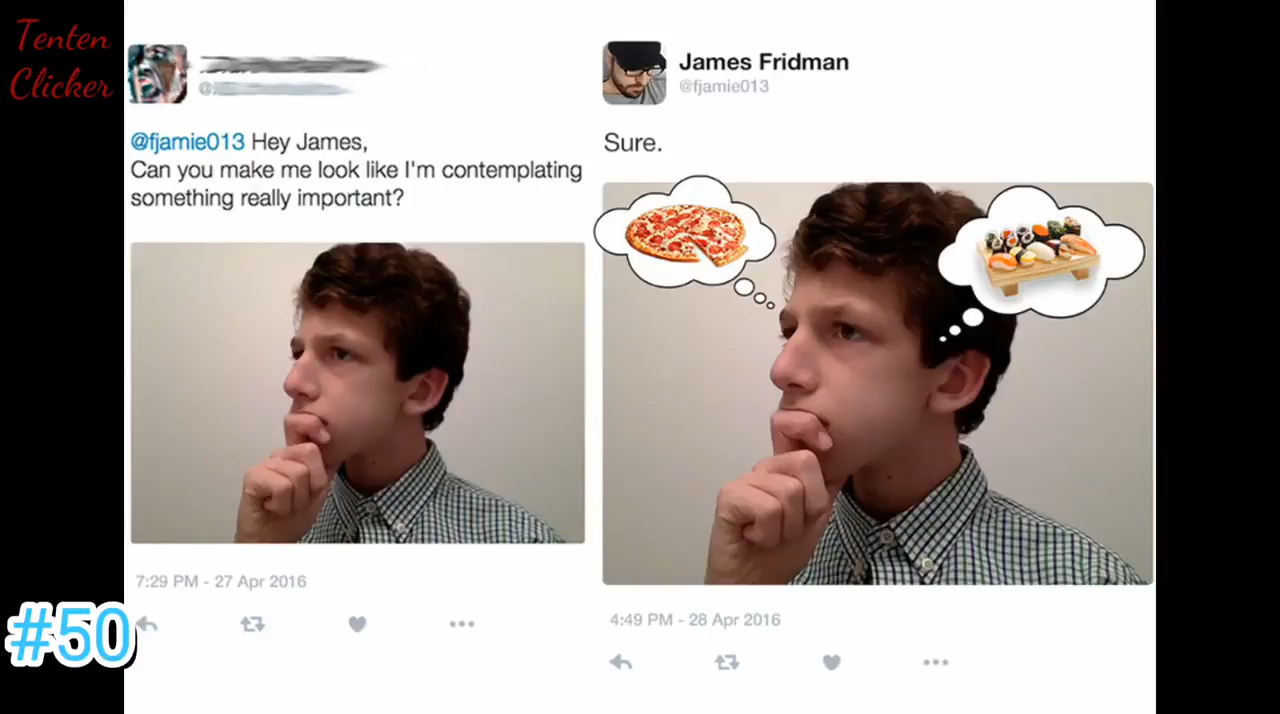 Tenten
Clicker
@
@fjamie013 Hey James,
Can you make me look like I'm contemplating
something really important?
7:29 PM - 27 Apr 2016
James Fridman
@fjamie013
Sure.
4:49 PM - 28 Apr 2016
#50